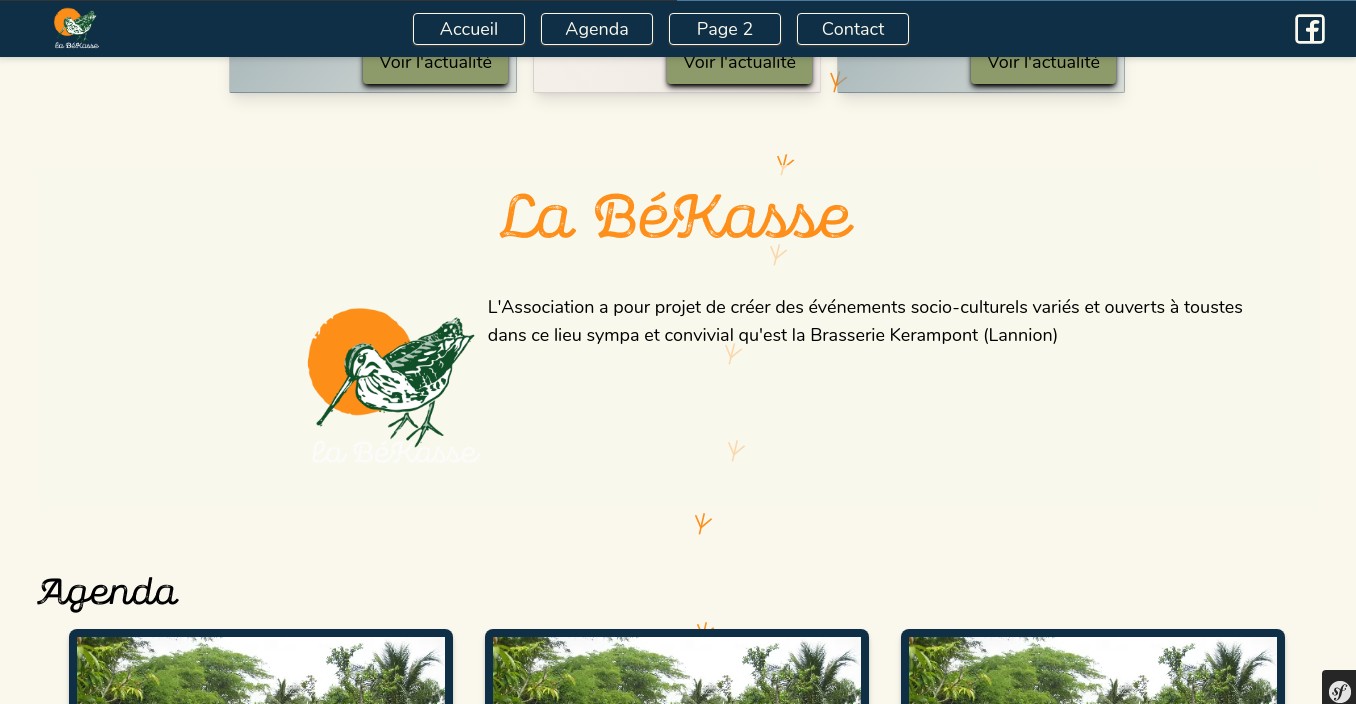 la BéKasse
Accueil
Agenda
Page 2
Contact
Voir l'actualité
Voir l'actualité
Voir l'actualité
La BéKasse
L'Association a pour projet de créer des événements socio-culturels variés et ouverts à toustes
dans ce lieu sympa et convivial qu'est la Brasserie Kerampont (Lannion)
la BéKasse
Agenda
sf